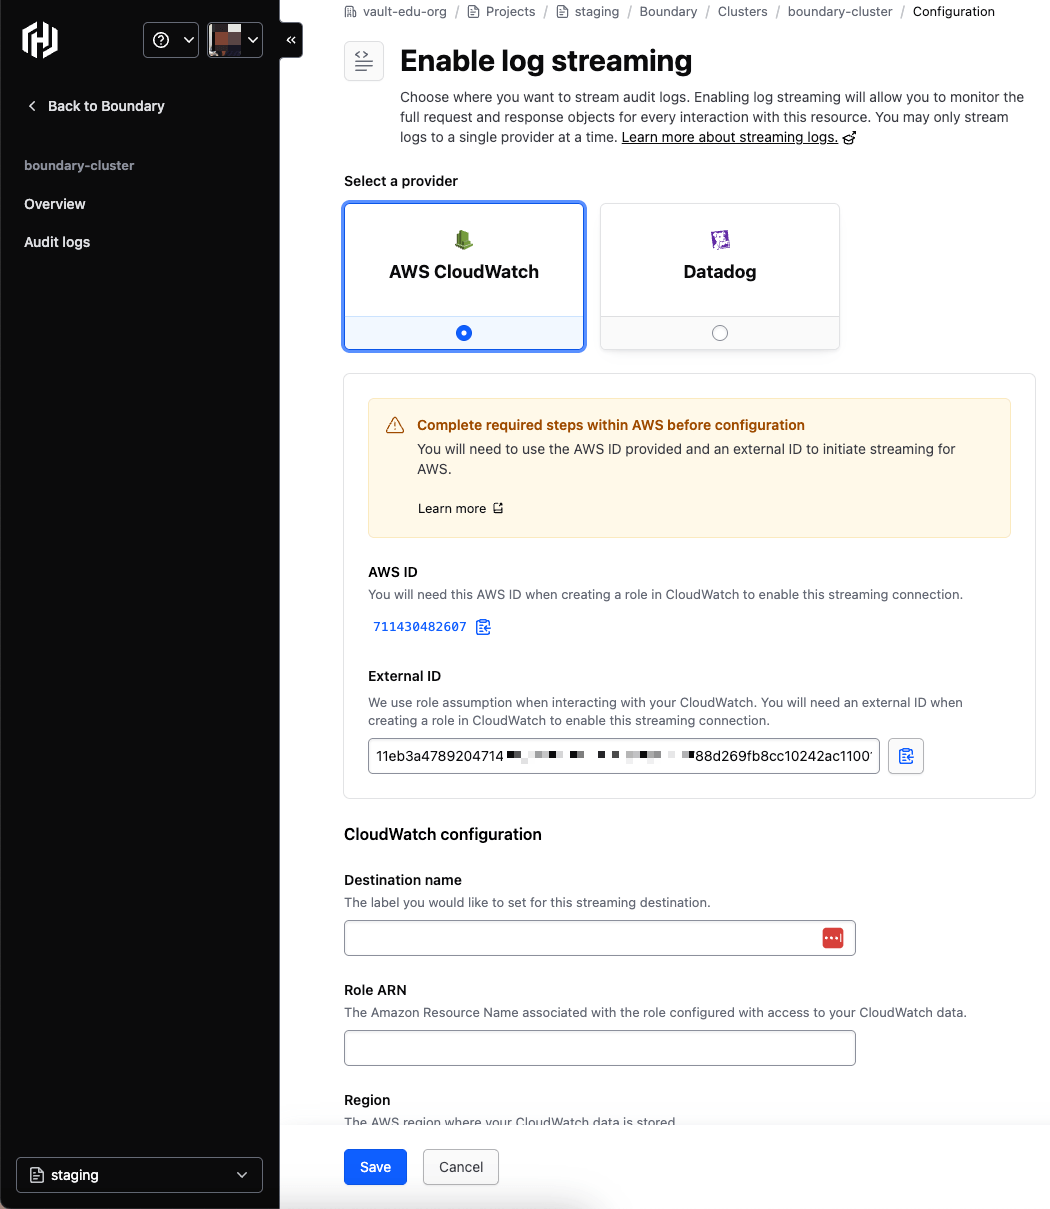 vault-edu-org / Projects / staging / Boundary / Clusters / boundary-cluster / Configuration
Back to Boundary
boundary-cluster
Overview
Audit logs
staging
Enable log streaming
Choose where you want to stream audit logs. Enabling log streaming will allow you to monitor the
full request and response objects for every interaction with this resource. You may only stream
logs to a single provider at a time. Learn more about streaming logs.
Select a provider
AWS CloudWatch
Datadog
Complete required steps within AWS before configuration
You will need to use the AWS ID provided and an external ID to initiate streaming for
AWS.
Learn more
AWS ID
You will need this AWS ID when creating a role in CloudWatch to enable this streaming connection.
711430482607
External ID
We use role assumption when interacting with your CloudWatch. You will need an external ID when
creating a role in CloudWatch to enable this streaming connection.
11eb3a4789204714 88d269fb8cc10242ac1100
CloudWatch configuration
Destination name
The label you would like to set for this streaming destination.
Role ARN
The Amazon Resource Name associated with the role configured with access to your CloudWatch data.
Region
The AWS region where your CloudWatch data is stored
Save
Cancel